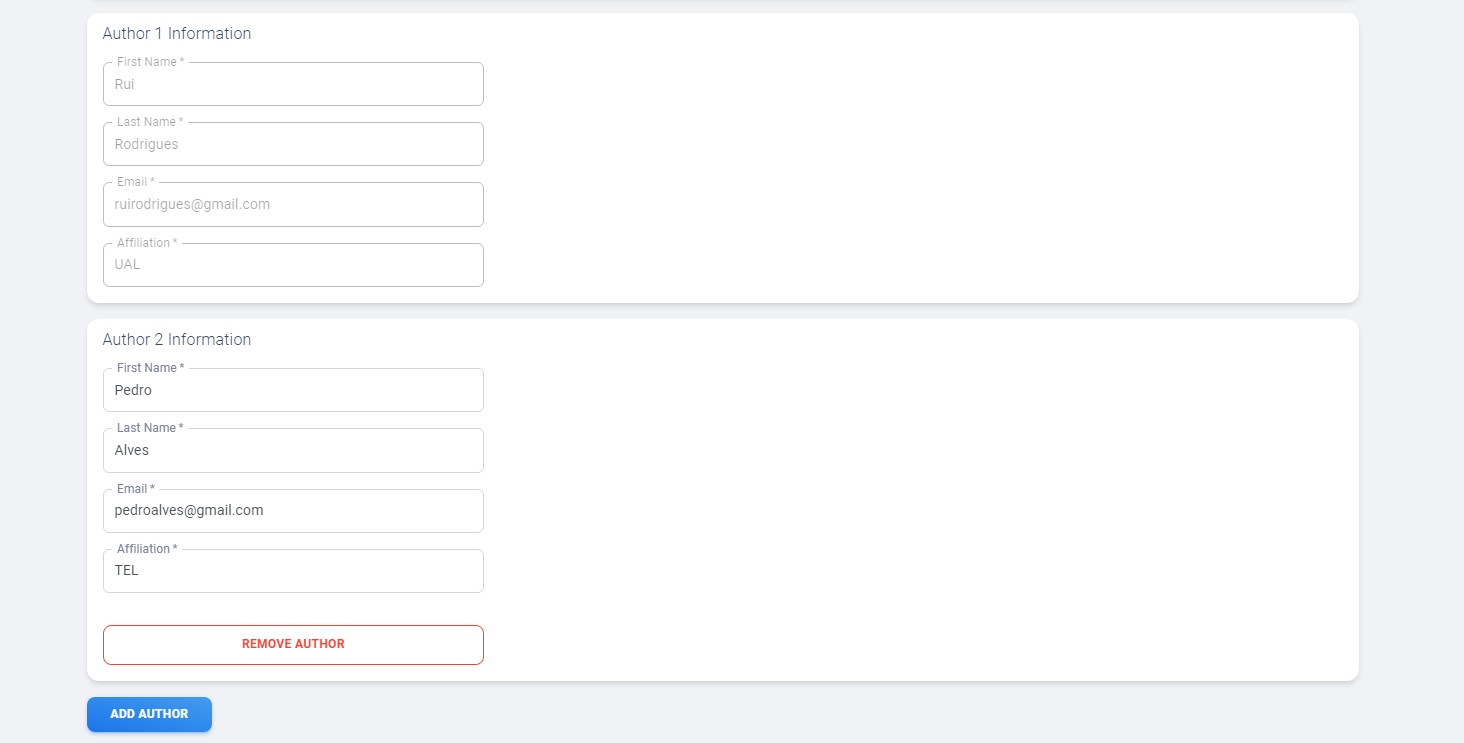 Author 1 Information
First Name *
Rui
Last Name *
Rodrigues
Email *
ruirodrigues@gmail.com
Affiliation *
UAL
Author 2 Information
First Name *
Pedro
Last Name *
Alves
Email *
pedroalves@gmail.com
Affiliation *
TEL
REMOVE AUTHOR
ADD AUTHOR